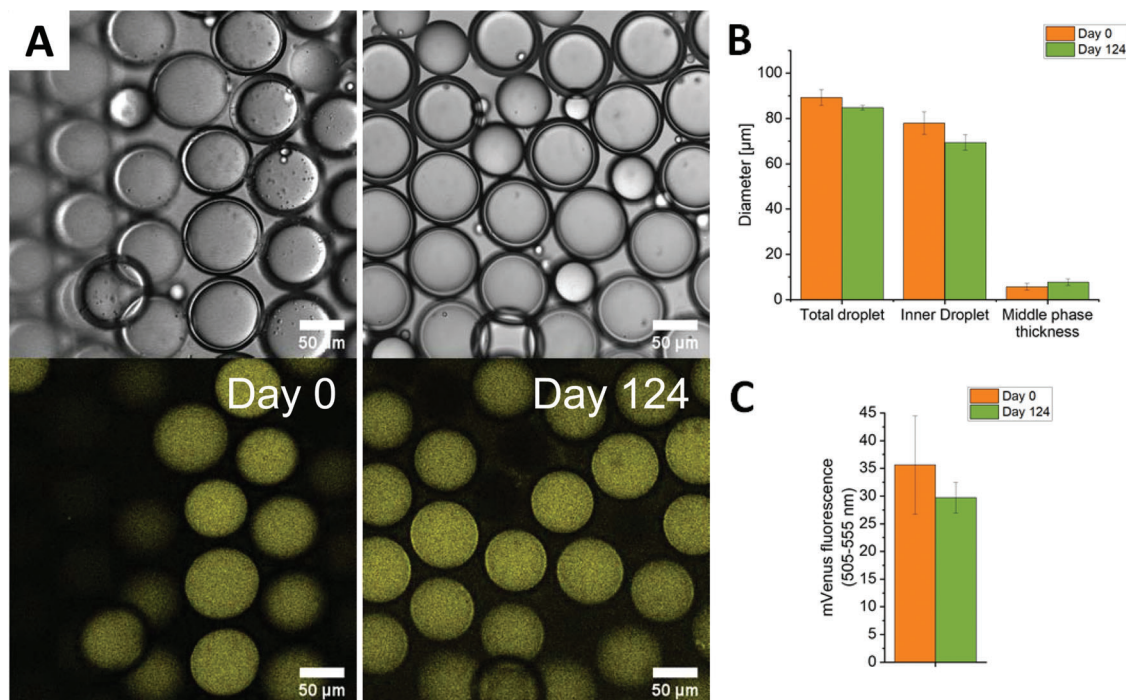 A
50 µm
50 µm
Day 0
Day 124
50 µm
50 µm
B
Day 0
Day 124
100
80
60
40
20
0
Diameter [µm]
Total droplet
Inner Droplet
Middle phase
thickness
C
Day 0
Day 124
45
40
35
30
25
20
15
10
5
0
mVenus fluorescence
(505-555 nm)